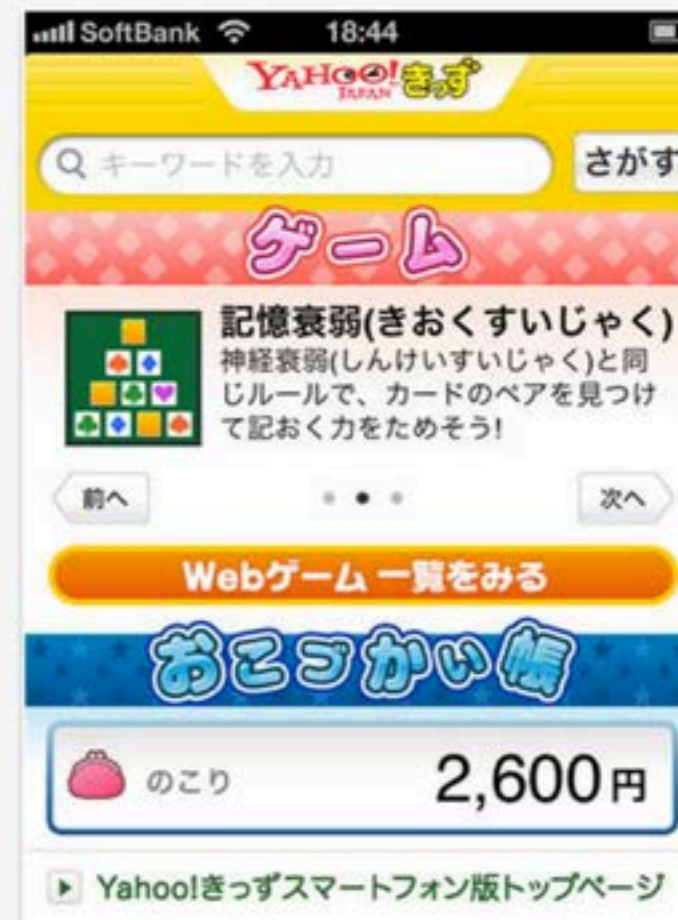 SoftBank 18:44
YAHOO! JAPAN きっず
キーワードを入力 さがす
ゲーム
記憶衰弱(きおくすいじゃく)
神経衰弱(しんけいすいじゃく)と同
じルールで、カードのペアを見つけ
て記おく力をためそう!
前へ 次へ
Webゲーム 一覧をみる
おこづかい帳
のこり 2,600円
Yahoo!きっずスマートフォン版トップページ